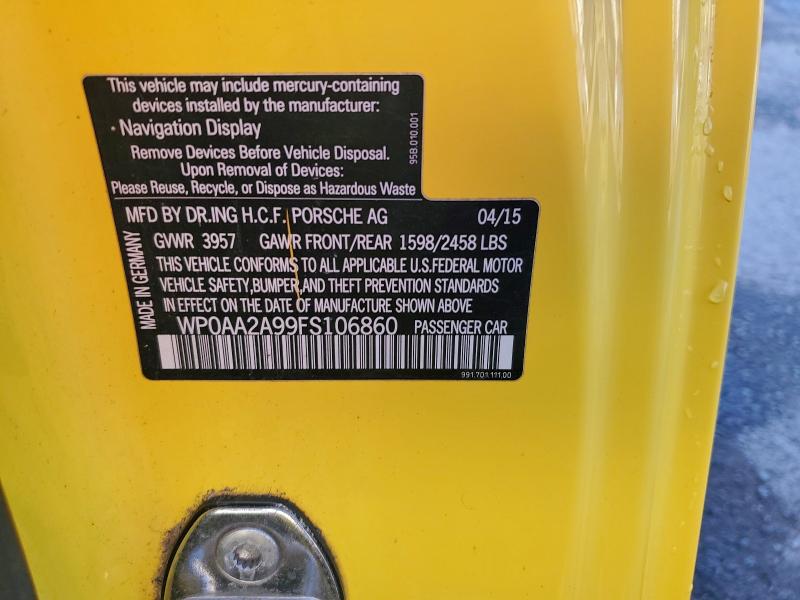 This vehicle may include mercury-containing
devices installed by the manufacturer:
· Navigation Display
Remove Devices Before Vehicle Disposal.
Upon Removal of Devices:
Please Reuse, Recycle, or Dispose as Hazardous Waste
95B.010.001
MADE IN GERMANY
MFD BY DR.ING H.C.F. PORSCHE AG 04/15
GVWR 3957 GAWR FRONT/REAR 1598/2458 LBS
THIS VEHICLE CONFORMS TO ALL APPLICABLE U.S.FEDERAL MOTOR
VEHICLE SAFETY,BUMPER,AND THEFT PREVENTION STANDARDS
IN EFFECT ON THE DATE OF MANUFACTURE SHOWN ABOVE
WP0AA2A99FS106860 PASSENGER CAR
991.701.111.00